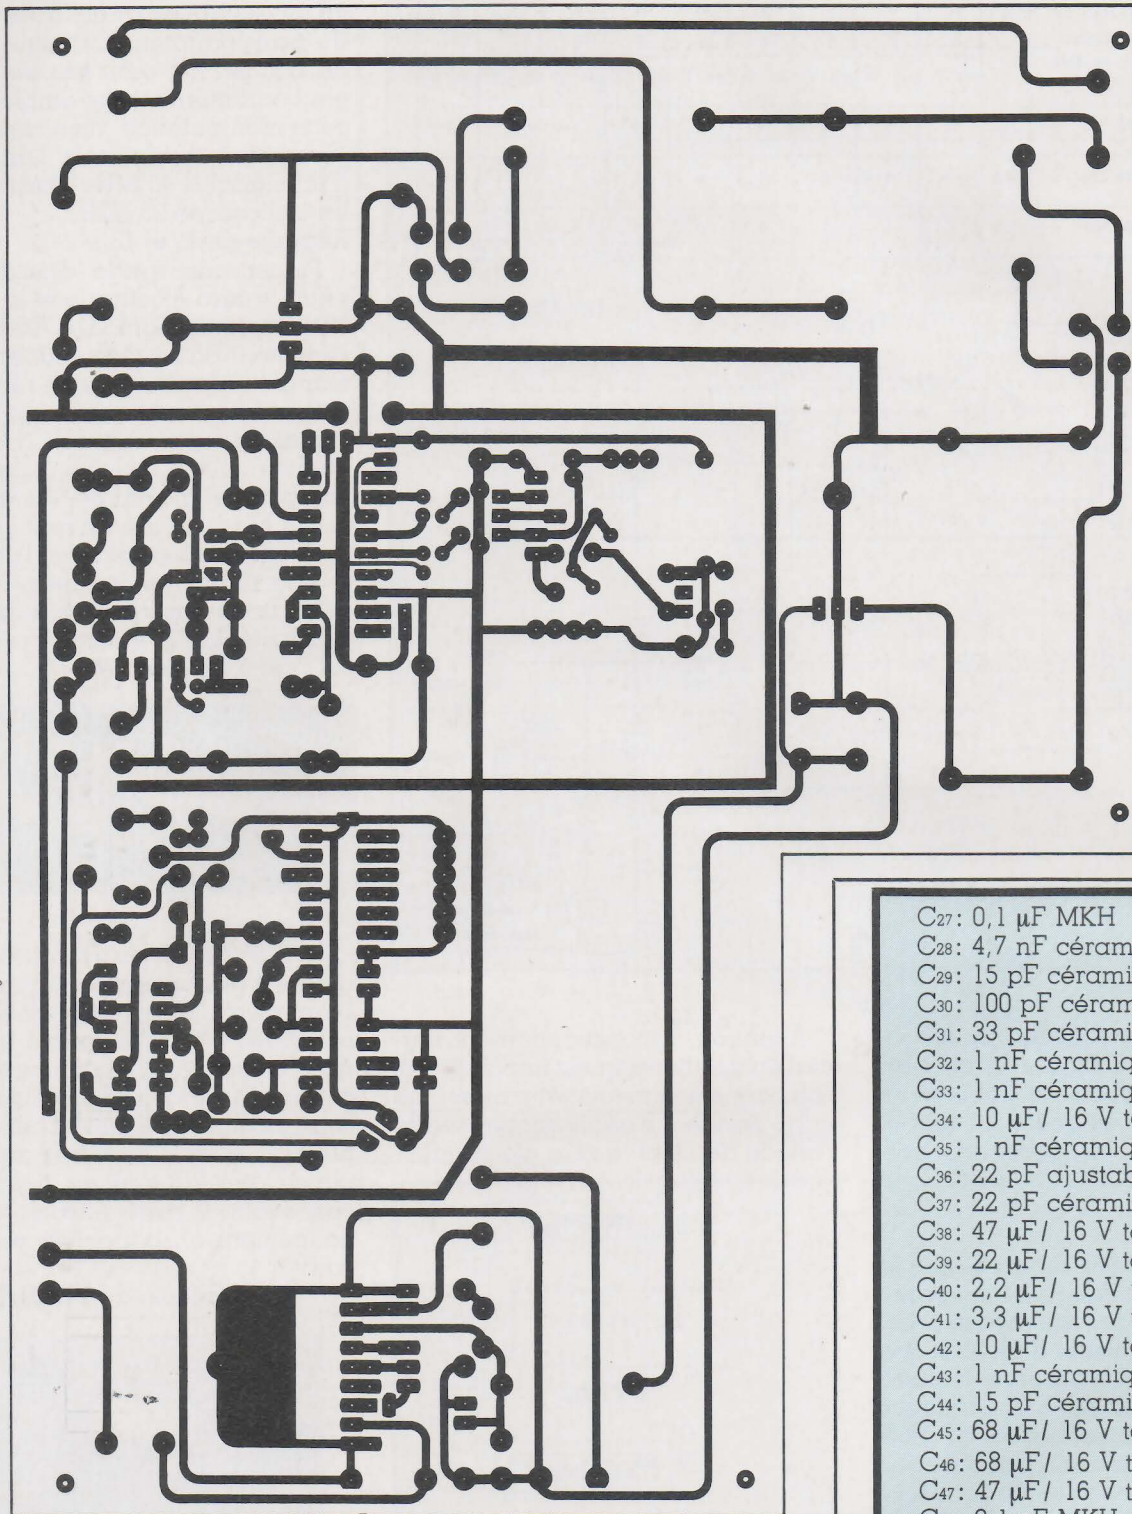 C27: 0,1 µF MKH
C28: 4,7 nF céram
C29: 15 pF cérami
C30: 100 pF céram
C31: 33 pF cérami
C32: 1 nF céramiq
C33: 1 nF céramiq
C34: 10 µF/ 16 V t
C35: 1 nF céramiq
C36: 22 pF ajustab
C37: 22 pF cérami
C38: 47 µF/ 16 V t
C39: 22 µF/ 16 V t
C40: 2,2 µF/ 16 V
C41: 3,3 µF/ 16 V
C42: 10 µF/ 16 V t
C43: 1 nF céramiq
C44: 15 pF cérami
C45: 68 µF/ 16 V t
C46: 68 µF/ 16 V t
C47: 47 µF/ 16 V t